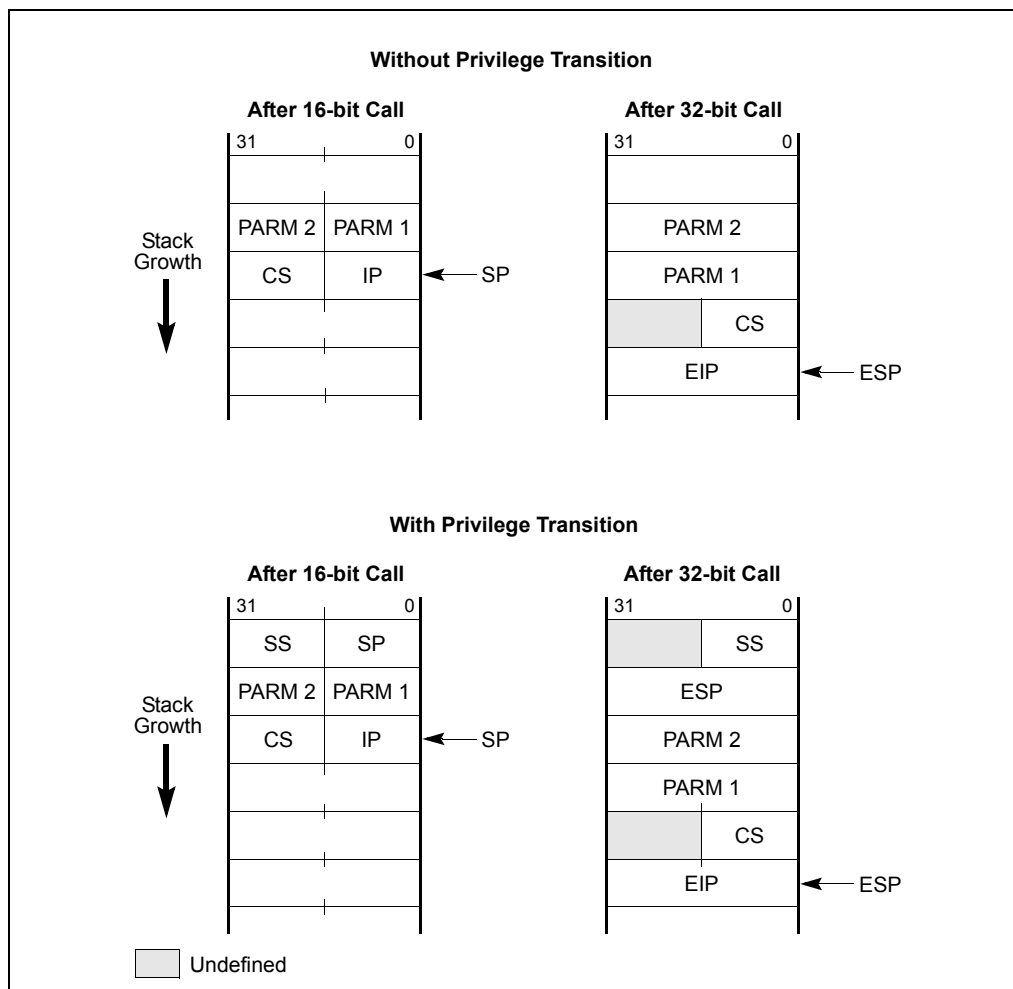 Without Privilege Transition
After 16-bit Call
After 32-bit Call
31 0
31 0
PARM 2 PARM 1
PARM 2
Stack
Growth
CS IP
SP
PARM 1
CS
EIP
ESP
With Privilege Transition
After 16-bit Call
After 32-bit Call
31 0
31 0
SS SP
SS
PARM 2 PARM 1
ESP
Stack
Growth
CS IP
SP
PARM 2
PARM 1
CS
EIP
ESP
Undefined